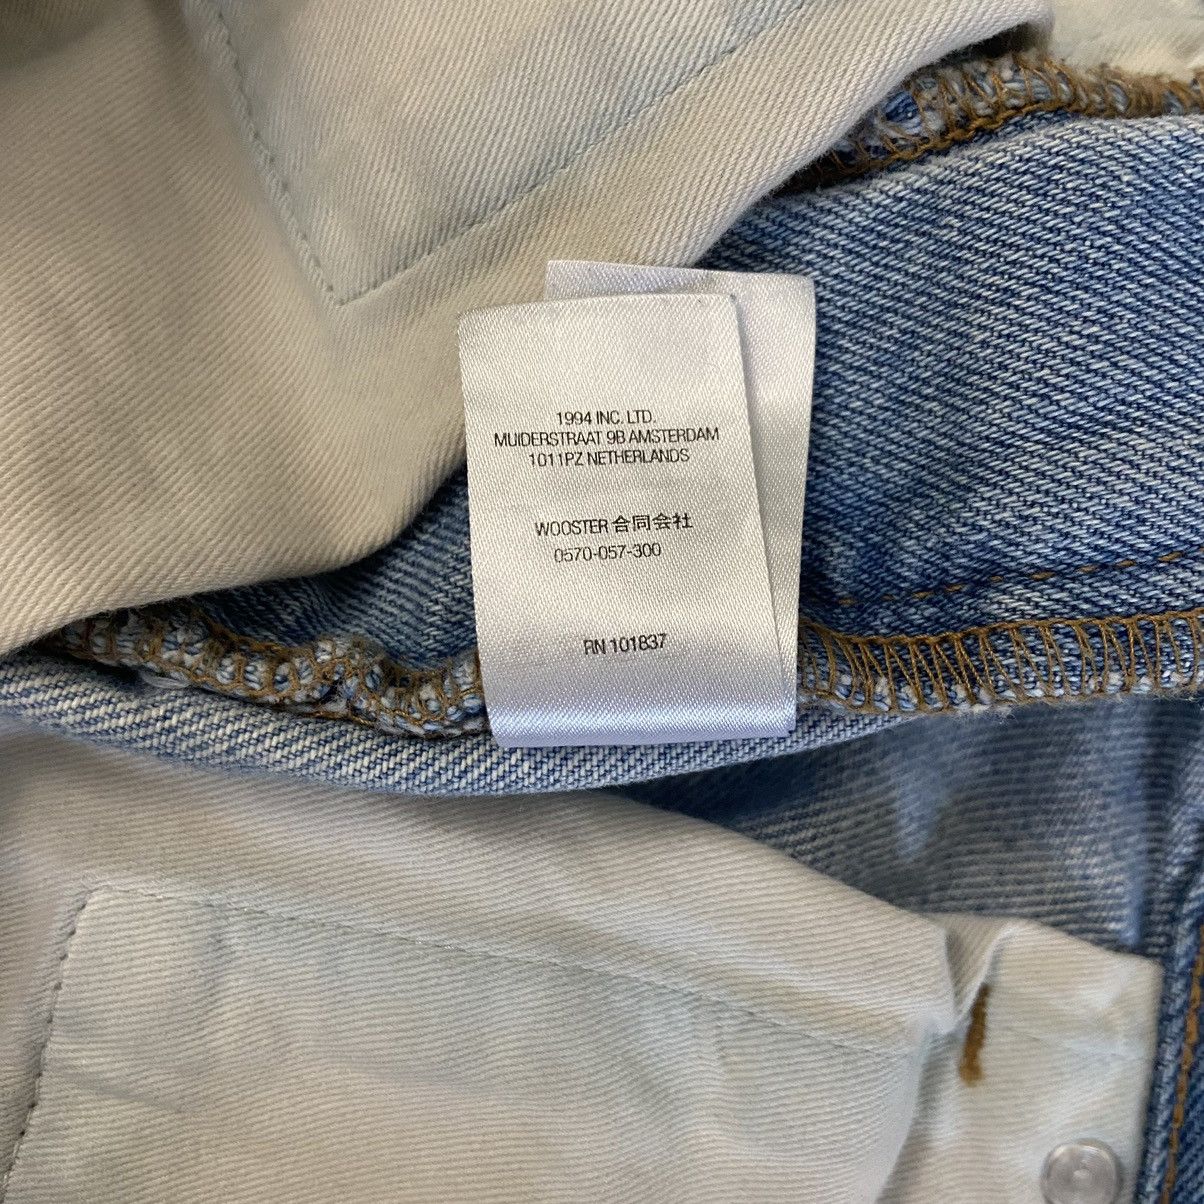 1994 INC. LTD.
MUIDERSTRAAT 9B AMSTERDAM
1011PZ NETHERLANDS
WOOSTER 合同会社
0570-057-300
RN 101837